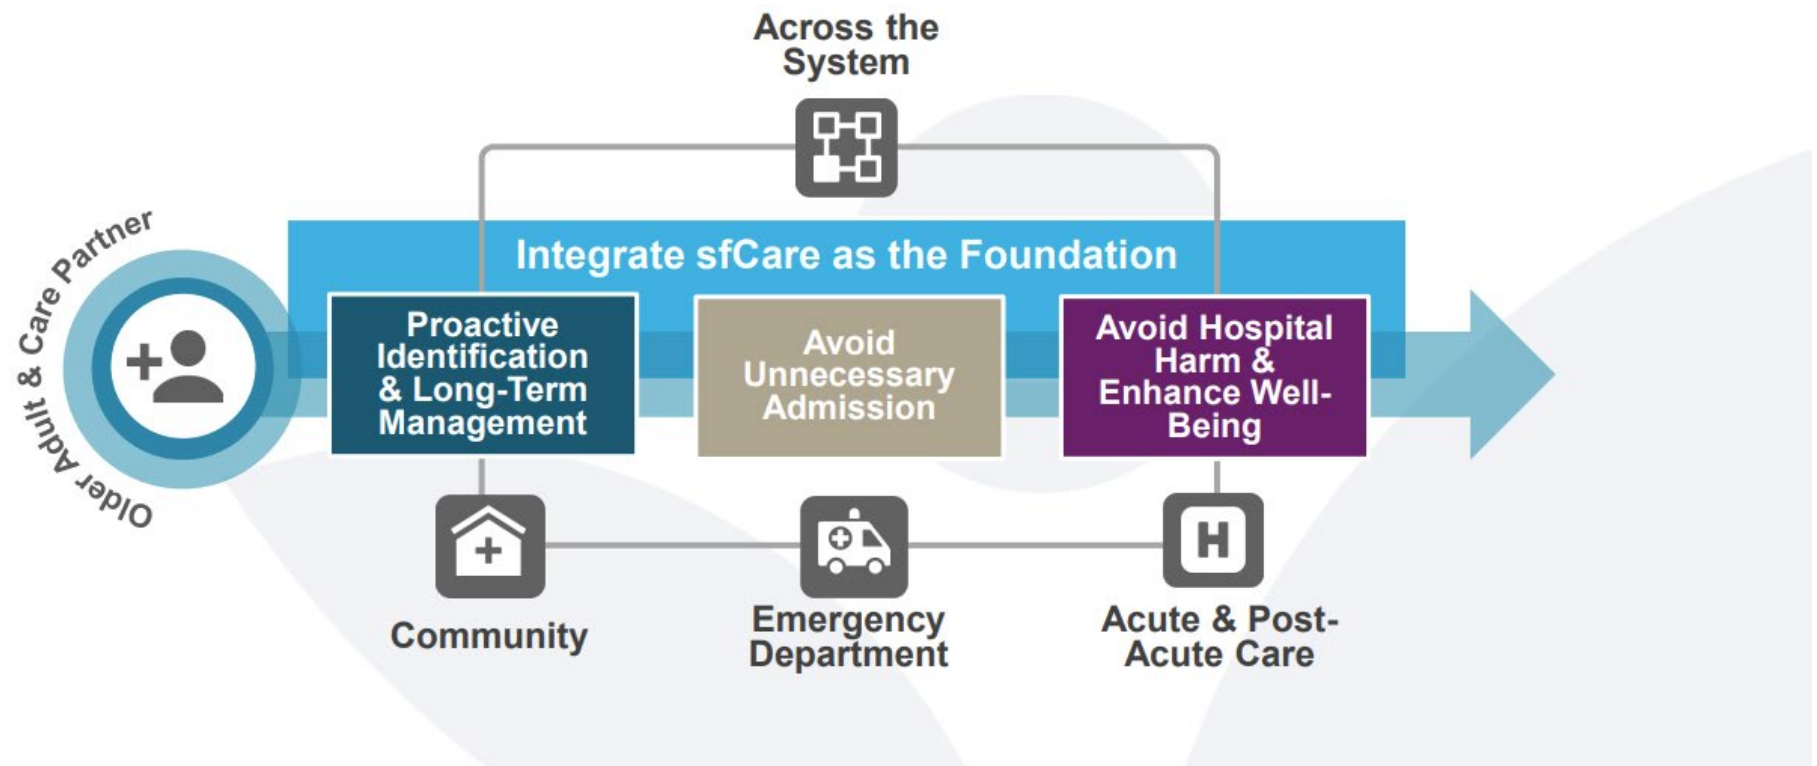 Across the
System
Older Adult & Care Partner
Integrate sfCare as the Foundation
Proactive
Identification
& Long-Term
Management
Avoid
Unnecessary
Admission
Avoid Hospital
Harm &
Enhance Well-
Being
H
Community
Emergency
Department
Acute & Post-
Acute Care